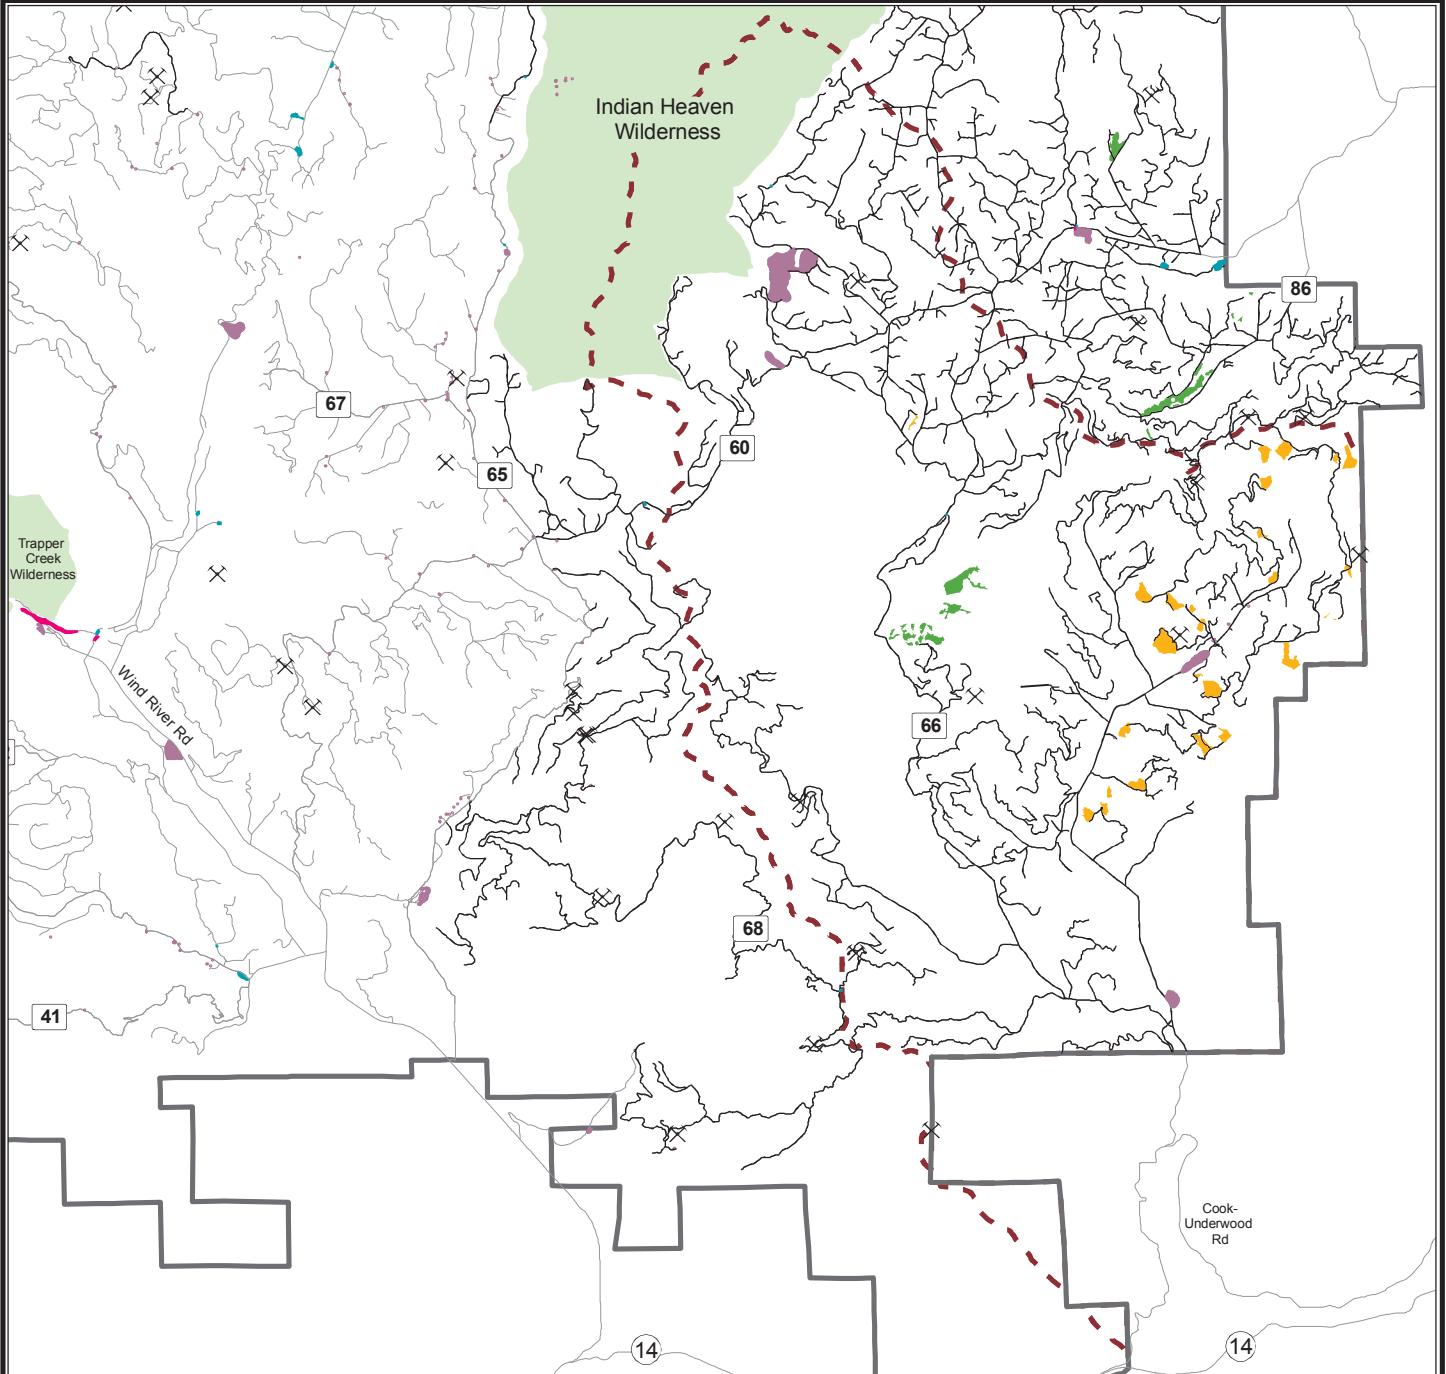 Indian Heaven
Wilderness
86
67
60
65
Trapper
Creek
Wilderness
Wind River Rd
66
68
41
Cook-
Underwood
Rd
14
14